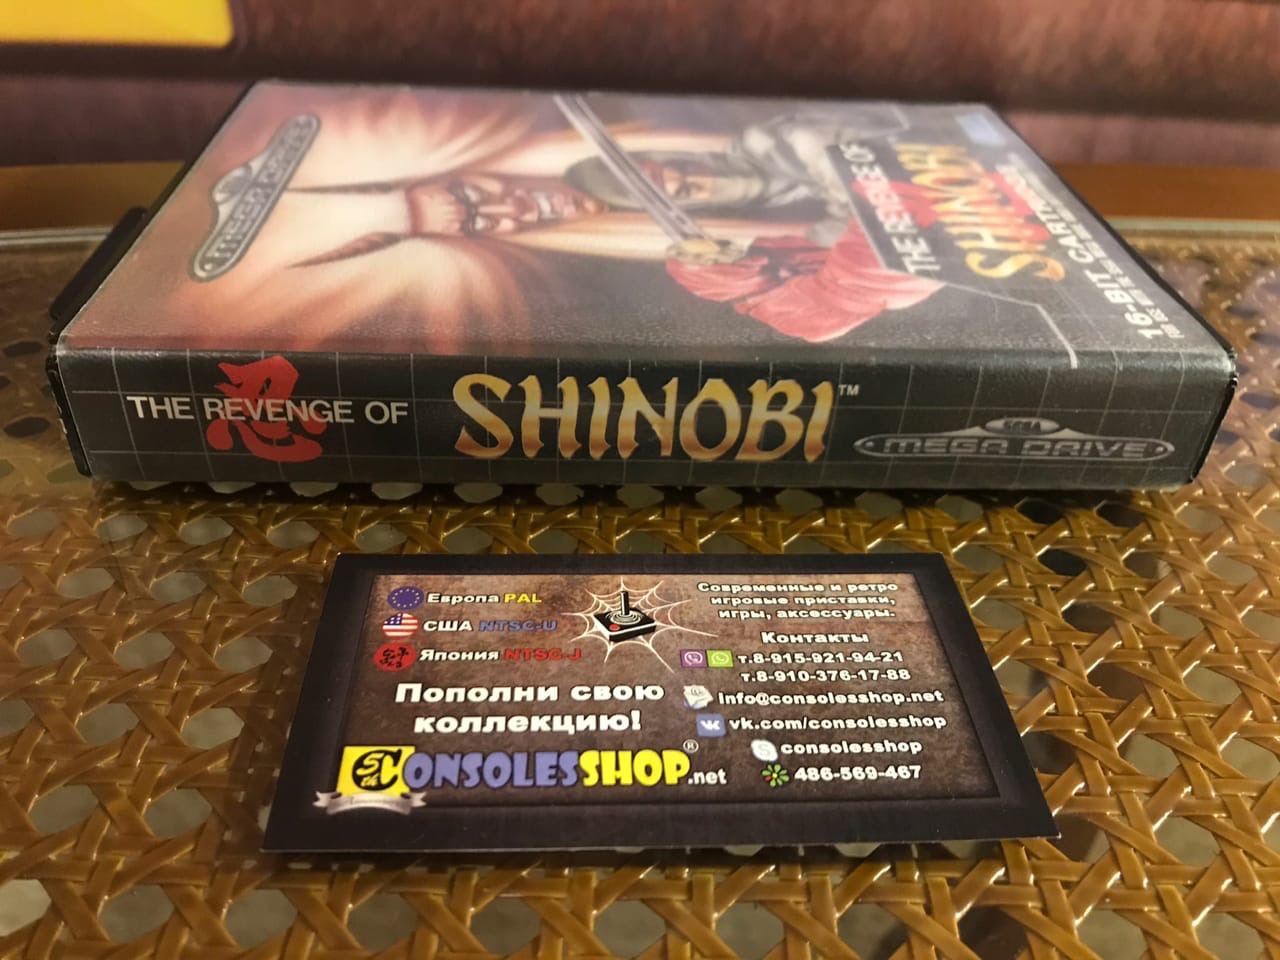 MEGA DRIVE
THE REVENGE OF
SHINOBI
16-BIT CARTRIDGE
THE REVENGE OF
忍
SHINOBI™
SEGA
MEGA DRIVE
Европа PAL
США NTSC-U
Япония NTSC-J
Пополни свою
коллекцию!
CONSOLESSHOP®.net
Современные и ретро
игровые приставки,
игры, аксессуары.
Контакты
т.8-915-921-94-21
т.8-910-376-17-88
info@consolesshop.net
vk.com/consolesshop
consolesshop
486-569-467